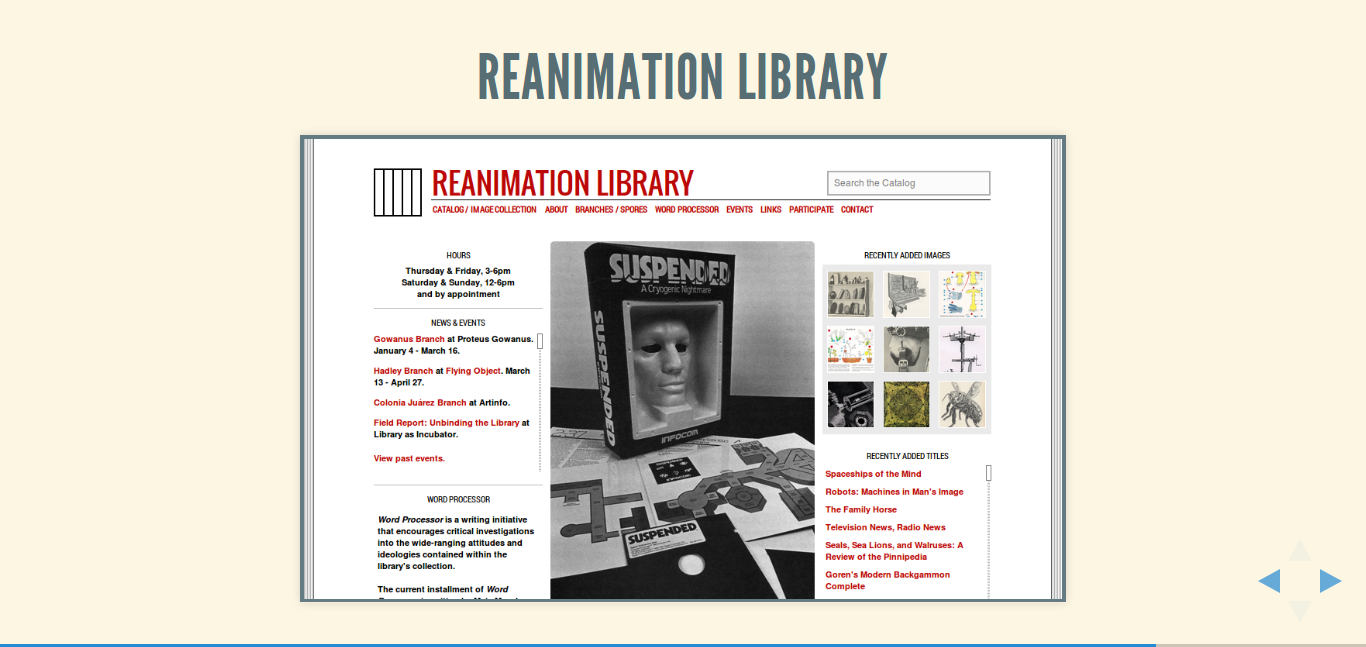 REANIMATION LIBRARY
REANIMATION LIBRARY
Search the Catalog
CATALOG / IMAGE COLLECTION ABOUT BRANCHES / SPORES WORD PROCESSOR EVENTS LINKS PARTICIPATE CONTACT
HOURS
Thursday & Friday, 3-6pm
Saturday & Sunday, 12-6pm
and by appointment
NEWS & EVENTS
Gowanus Branch at Proteus Gowanus.
January 4 - March 16.
Hadley Branch at Flying Object. March
13 - April 27.
Colonia Juárez Branch at Artinfo.
Field Report: Unbinding the Library at
Library as Incubator.
View past events.
WORD PROCESSOR
Word Processor is a writing initiative
that encourages critical investigations
into the wide-ranging attitudes and
ideologies contained within the
library's collection.
The current installment of Word
SUSPENDED
A Cryogenic Nightmare
SUSPENDED
INFOCOM
SUSPENDED
RECENTLY ADDED IMAGES
RECENTLY ADDED TITLES
Spaceships of the Mind
Robots: Machines in Man's Image
The Family Horse
Television News, Radio News
Seals, Sea Lions, and Walruses: A
Review of the Pinnipedia
Goren's Modern Backgammon
Complete